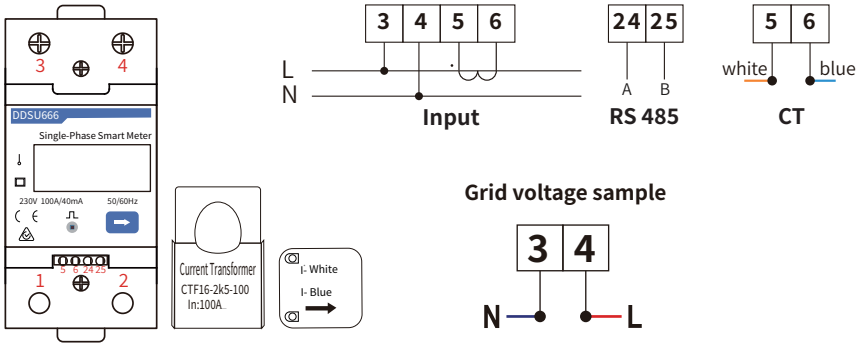 3 4
DDSU666
Single-Phase Smart Meter
230V 100A/40mA 50/60Hz
CE
5 6 24 25
1 2
Current Transformer
CTF16-2k5-100
In:100A
I- White
I- Blue
3 4 5 6
L
N
Input
24 25
A B
RS 485
5 6
white blue
CT
Grid voltage sample
3 4
N L